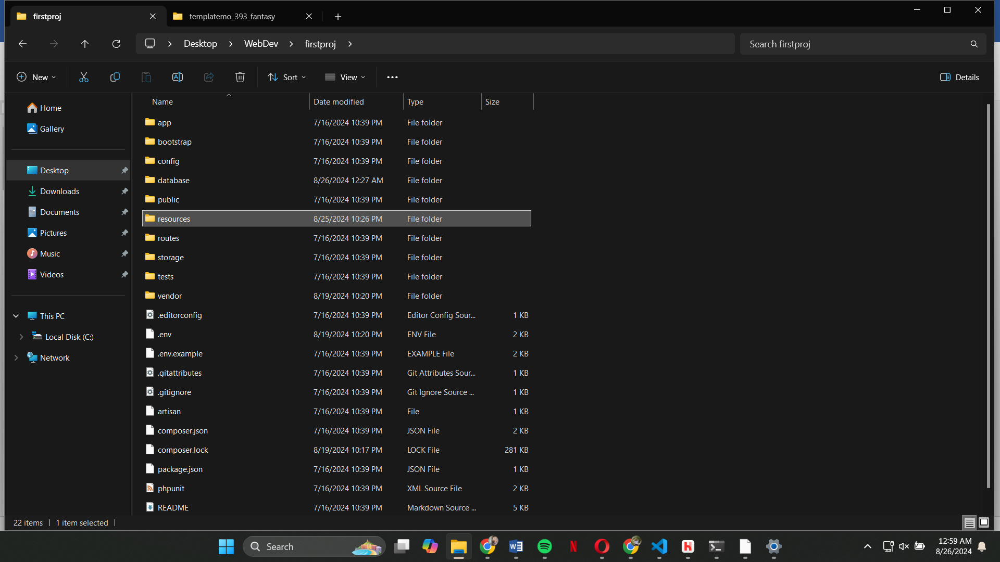 firstproj
templatemo_393_fantasy
Desktop
WebDev
firstproj
Search firstproj
New
Sort
View
Details
Name Date modified Type Size
Home
Gallery
Desktop
Downloads
Documents
Pictures
Music
Videos
This PC
Local Disk (C:)
Network
app 7/16/2024 10:39 PM File folder
bootstrap 7/16/2024 10:39 PM File folder
config 7/16/2024 10:39 PM File folder
database 8/26/2024 12:27 AM File folder
public 7/16/2024 10:39 PM File folder
resources 8/25/2024 10:26 PM File folder
routes 7/16/2024 10:39 PM File folder
storage 7/16/2024 10:39 PM File folder
tests 7/16/2024 10:39 PM File folder
vendor 8/19/2024 10:20 PM File folder
.editorconfig 7/16/2024 10:39 PM Editor Config Sour... 1 KB
.env 8/19/2024 10:20 PM ENV File 2 KB
.env.example 7/16/2024 10:39 PM EXAMPLE File 2 KB
.gitattributes 7/16/2024 10:39 PM Git Attributes Sour... 1 KB
.gitignore 7/16/2024 10:39 PM Git Ignore Source ... 1 KB
artisan 7/16/2024 10:39 PM File 1 KB
composer.json 7/16/2024 10:39 PM JSON File 2 KB
composer.lock 8/19/2024 10:17 PM LOCK File 281 KB
package.json 7/16/2024 10:39 PM JSON File 1 KB
phpunit 7/16/2024 10:39 PM XML Source File 2 KB
README 7/16/2024 10:39 PM Markdown Source ... 5 KB
22 items
1 item selected
Search
12:59 AM
8/26/2024